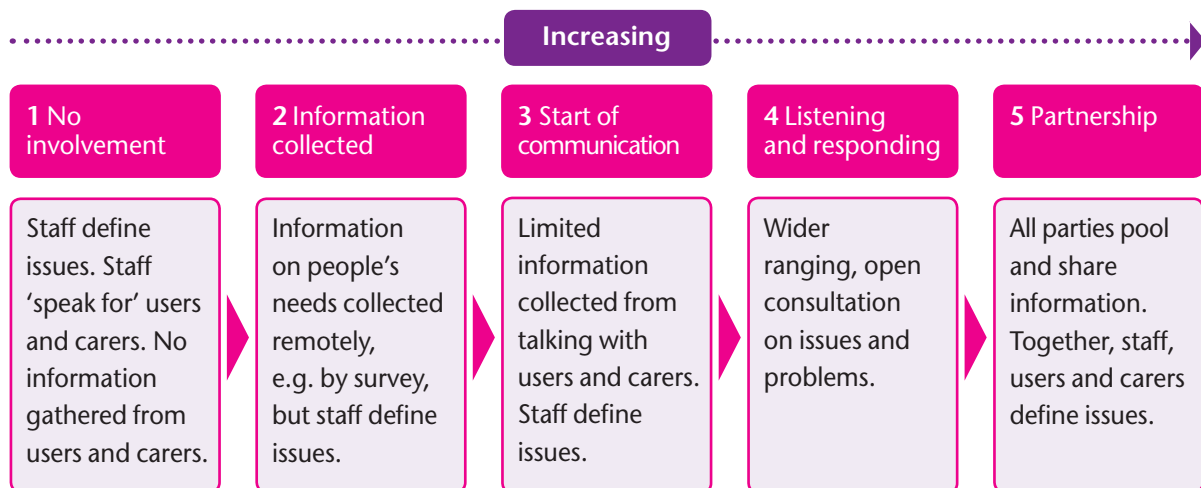 Increasing
1 No
involvement
Staff define
issues. Staff
‘speak for’ users
and carers. No
information
gathered from
users and carers.
2 Information
collected
Information
on people’s
needs collected
remotely,
e.g. by survey,
but staff define
issues.
3 Start of
communication
Limited
information
collected from
talking with
users and carers.
Staff define
issues.
4 Listening
and responding
Wider
ranging, open
consultation
on issues and
problems.
5 Partnership
All parties pool
and share
information.
Together, staff,
users and carers
define issues.